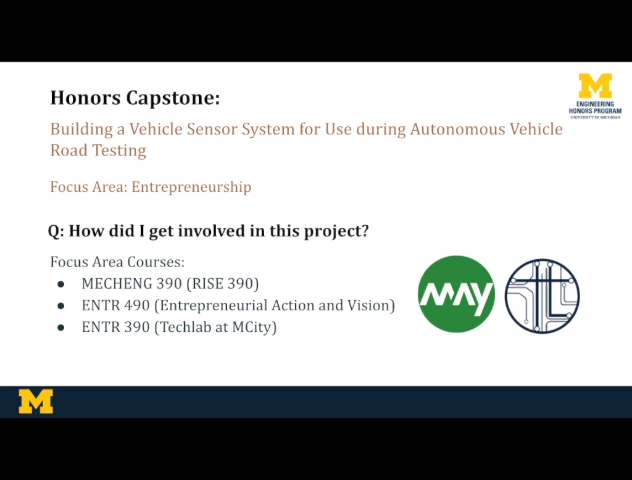 Honors Capstone:
M
ENGINEERING
HONORS PROGRAM
UNIVERSITY OF MICHIGAN
Building a Vehicle Sensor System for Use during Autonomous Vehicle
Road Testing
Focus Area: Entrepreneurship
Q: How did I get involved in this project?
Focus Area Courses:
● MECHENG 390 (RISE 390)
● ENTR 490 (Entrepreneurial Action and Vision)
● ENTR 390 (Techlab at MCity)
MAY
TL
M